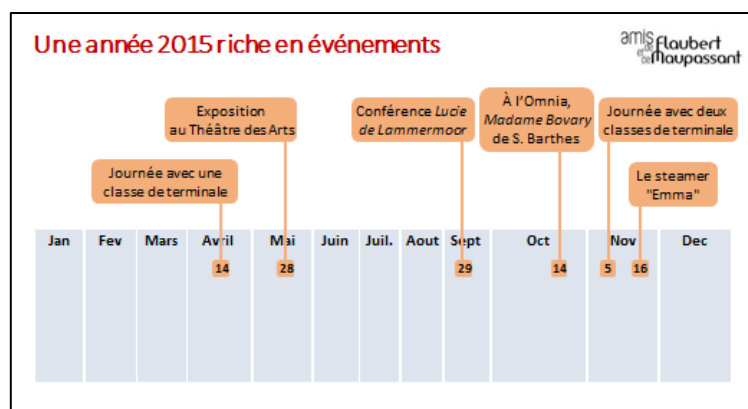 Une année 2015 riche en événements
amis
et de
Flaubert
de Maupassant
À l'Omnia,
Madame Bovary
de S. Barthes
Exposition
au Théâtre des Arts
Conférence Lucie
de Lammermoor
Journée avec deux
classes de terminale
Journée avec une
classe de terminale
Le steamer
"Emma"
Jan Fev Mars Avril Mai Juin Juil. Aout Sept Oct Nov Dec
14 28 29 14 5 16